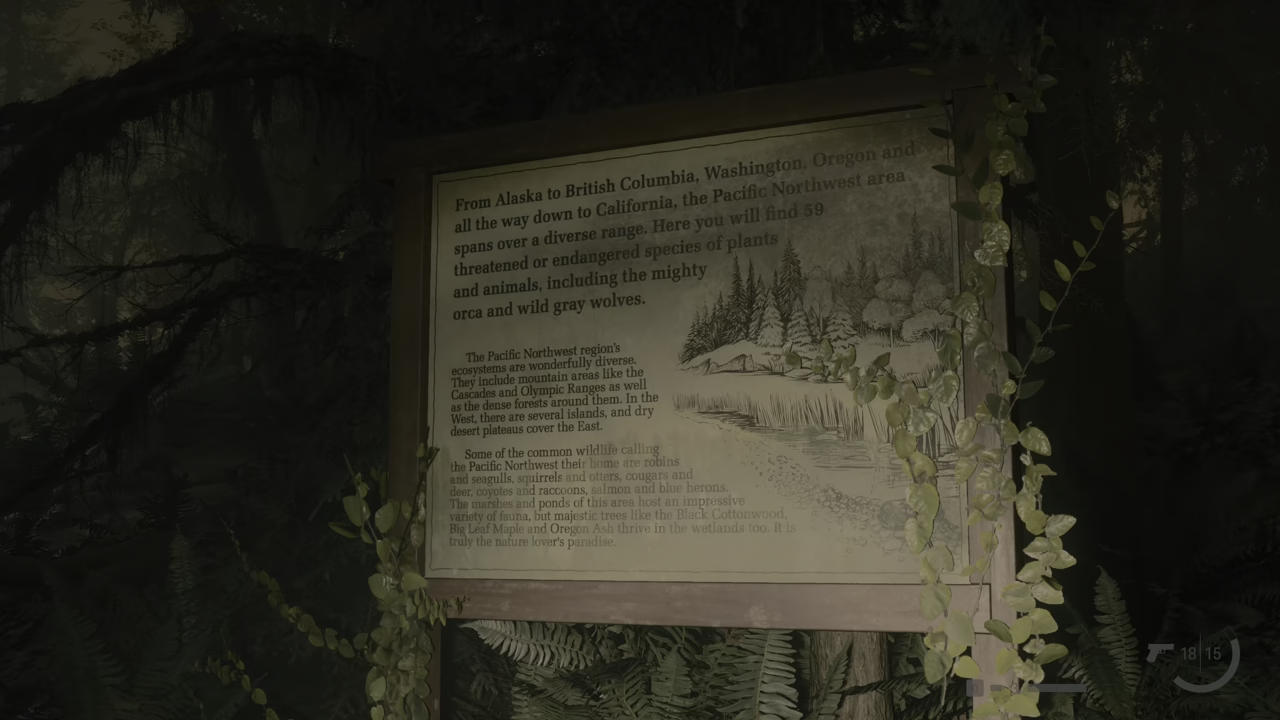 From Alaska to British Columbia, Washington, Oregon and
all the way down to California, the Pacific Northwest area
spans over a diverse range. Here you will find 59
threatened or endangered species of plants
and animals, including the mighty
orca and wild gray wolves.
The Pacific Northwest region's
ecosystems are wonderfully diverse.
They include mountain areas like the
Cascades and Olympic Ranges as well
as the dense forests around them. In the
West, there are several islands, and dry
desert plateaus cover the East.
Some of the common wildlife calling
the Pacific Northwest their home are robins
and seagulls, squirrels and otters, cougars and
deer, coyotes and raccoons, salmon and blue herons.
The marshes and ponds of this area host an impressive
variety of fauna, but majestic trees like the Black Cottonwood,
Big Leaf Maple and Oregon Ash thrive in the wetlands too. It is
truly the nature lover's paradise.
18 15